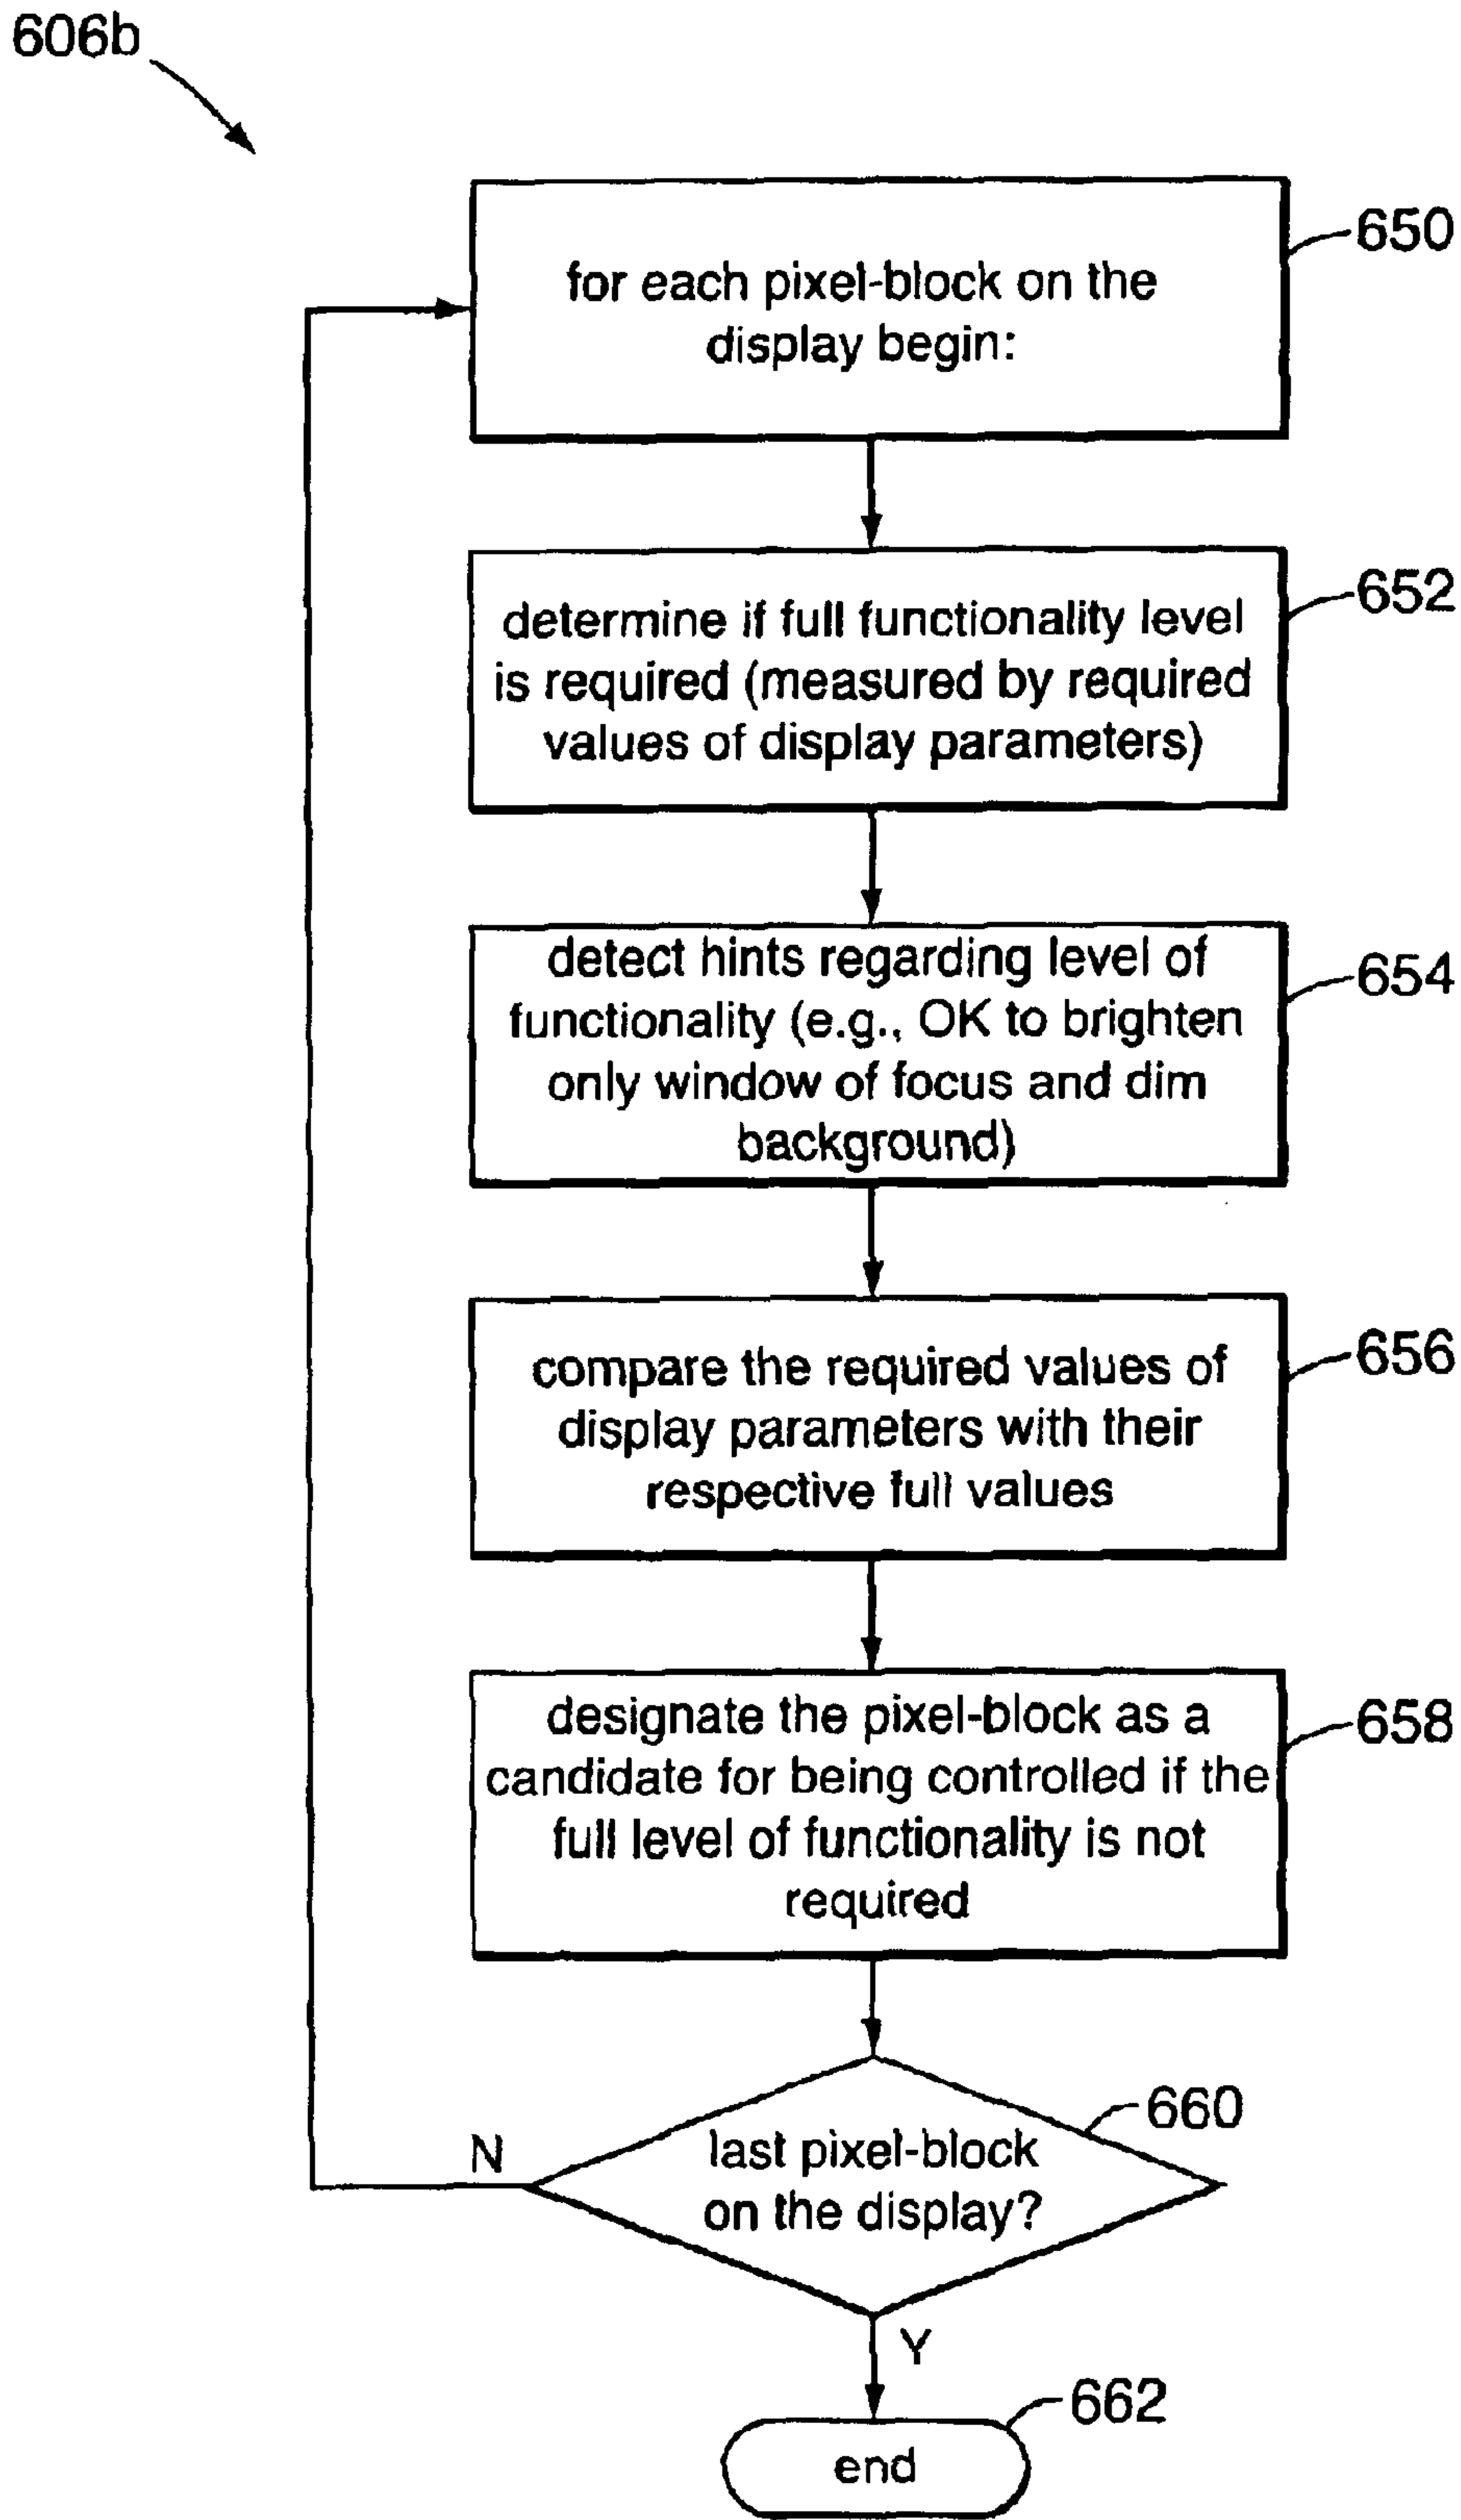 606b
for each pixel-block on the
display begin:
650
determine if full functionality level
is required (measured by required
values of display parameters)
652
detect hints regarding level of
functionality (e.g., OK to brighten
only window of focus and dim
background)
654
compare the required values of
display parameters with their
respective full values
656
designate the pixel-block as a
candidate for being controlled if the
full level of functionality is not
required
658
last pixel-block
on the display?
660
N
Y
end
662